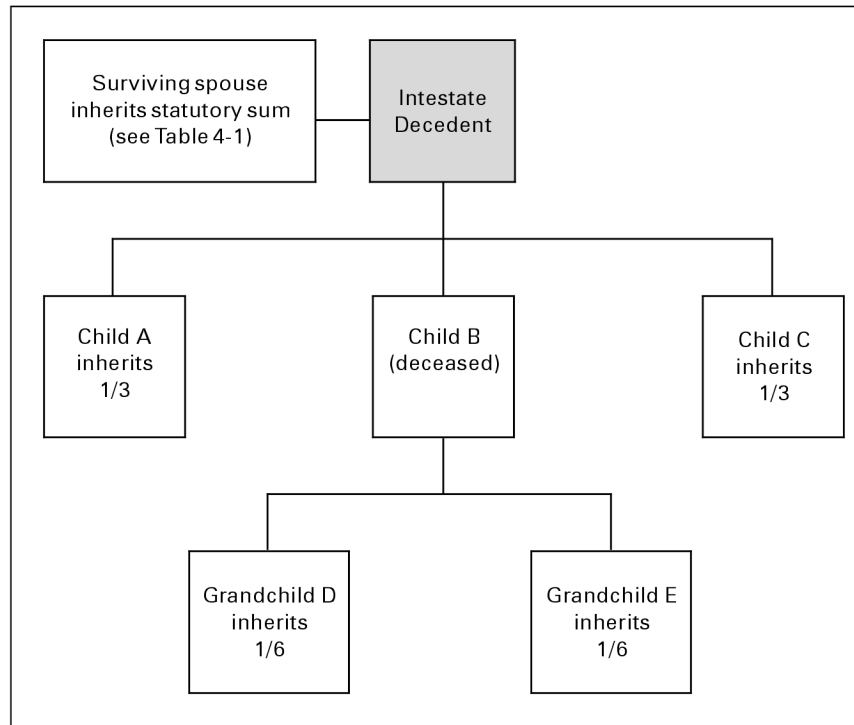 Surviving spouse
inherits statutory sum
(see Table 4-1)
Intestate
Decedent
Child A
inherits
1/3
Child B
(deceased)
Child C
inherits
1/3
Grandchild D
inherits
1/6
Grandchild E
inherits
1/6